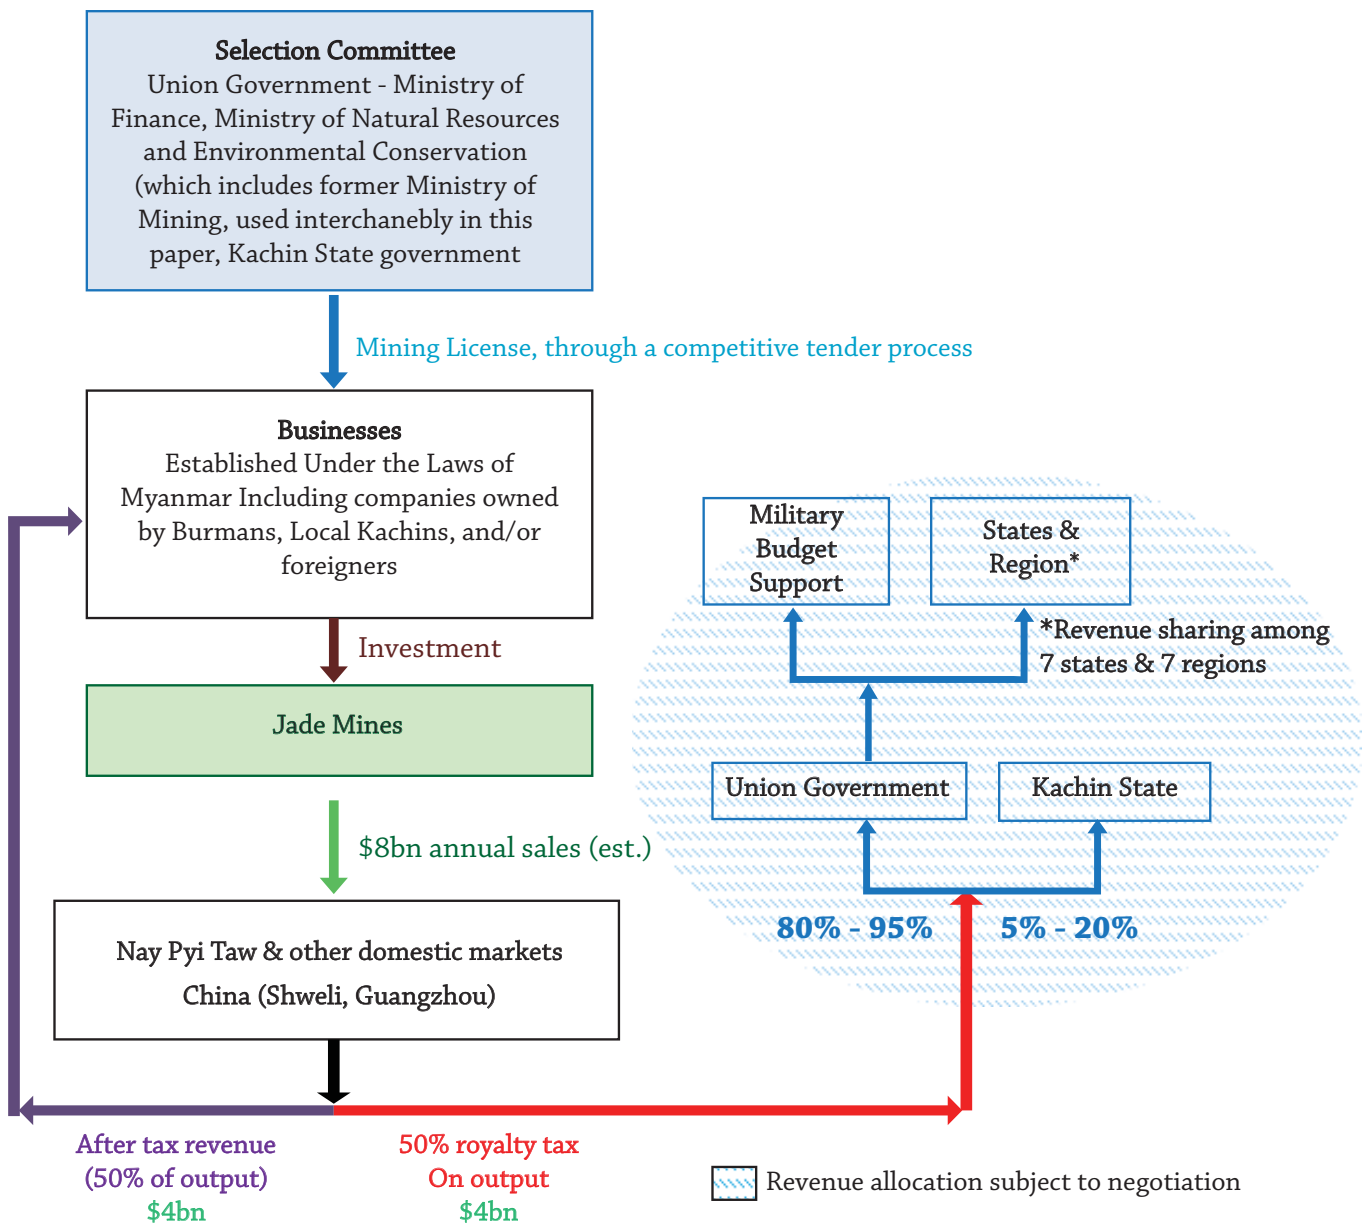 Selection Committee
Union Government - Ministry of
Finance, Ministry of Natural Resources
and Environmental Conservation
(which includes former Ministry of
Mining, used interchanebly in this
paper, Kachin State government
Mining License, through a competitive tender process
Businesses
Established Under the Laws of
Myanmar Including companies owned
by Burmans, Local Kachins, and/or
foreigners
Investment
Jade Mines
$8bn annual sales (est.)
Nay Pyi Taw & other domestic markets
China (Shweli, Guangzhou)
After tax revenue
(50% of output)
$4bn
50% royalty tax
On output
$4bn
Military
Budget
Support
States &
Region*
*Revenue sharing among
7 states & 7 regions
Union Government
Kachin State
80% - 95%
5% - 20%
Revenue allocation subject to negotiation